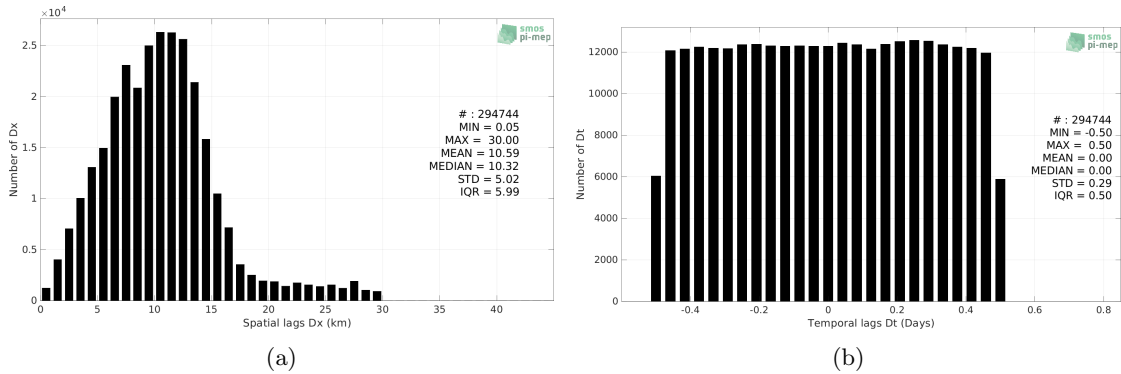 ×10⁴
2.5
2
1.5
1
0.5
0
Number of Dx
smos
pi-mep
# : 294744
MIN = 0.05
MAX = 30.00
MEAN = 10.59
MEDIAN = 10.32
STD = 5.02
IQR = 5.99
0 5 10 15 20 25 30 35 40
Spatial lags Dx (km)
(a)
12000
10000
8000
6000
4000
2000
0
Number of Dt
smos
pi-mep
# : 294744
MIN = -0.50
MAX = 0.50
MEAN = 0.00
MEDIAN = 0.00
STD = 0.29
IQR = 0.50
-0.4 -0.2 0 0.2 0.4 0.6 0.8
Temporal lags Dt (Days)
(b)